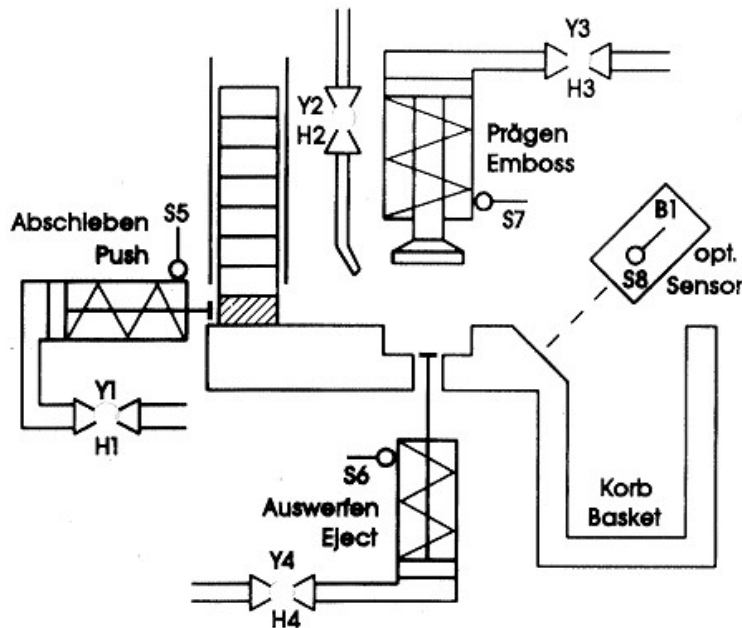 Y3
H3
Y2
H2
Prägen
Emboss
S7
Abschieben
Push
S5
B1
S8
opt.
Sensor
Y1
H1
S6
Auswerfen
Eject
Korb
Basket
Y4
H4